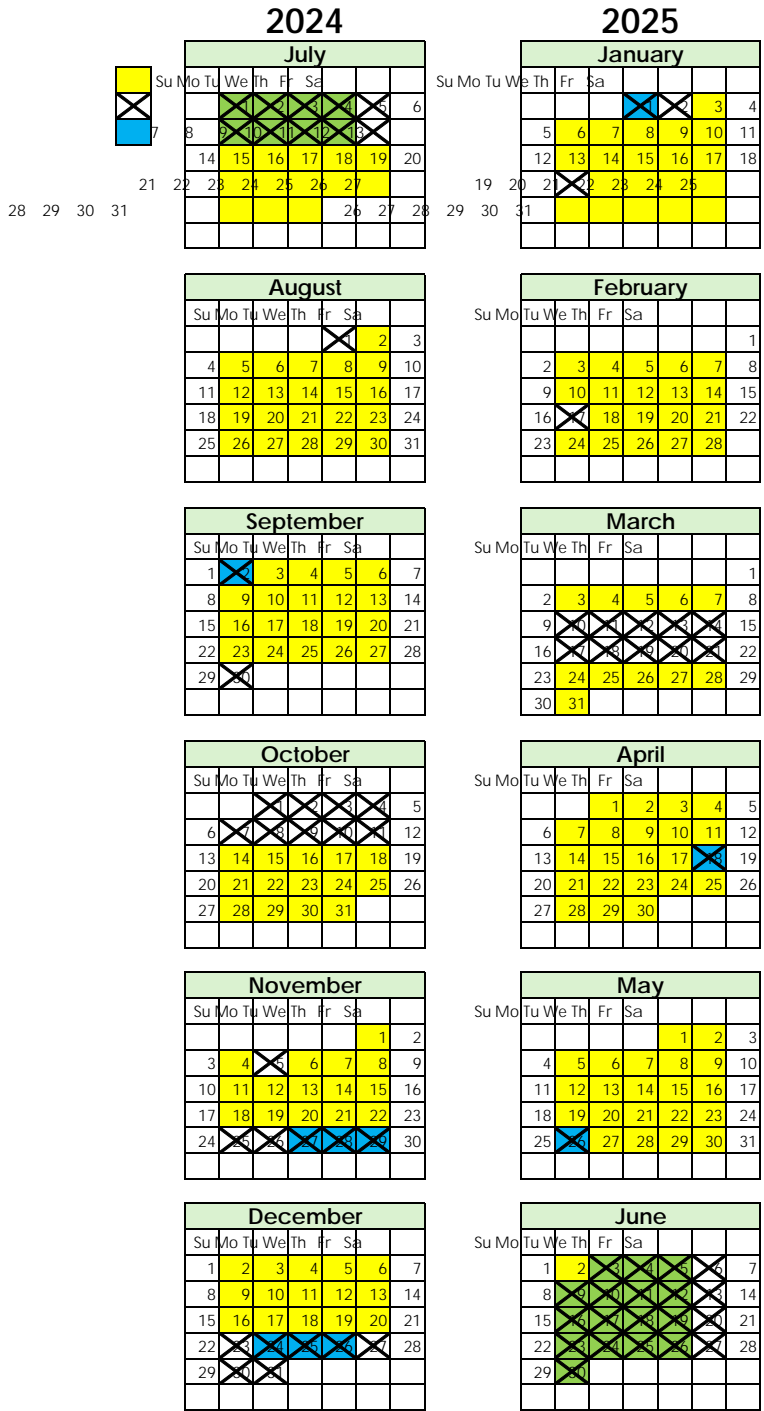 2024
July
Su Mo Tu We Th Fr Sa
1 2 3 4 5 6
7 8 9 10 11 12 13
14 15 16 17 18 19 20
21 22 23 24 25 26 27
28 29 30 31
August
Su Mo Tu We Th Fr Sa
1 2 3
4 5 6 7 8 9 10
11 12 13 14 15 16 17
18 19 20 21 22 23 24
25 26 27 28 29 30 31
September
Su Mo Tu We Th Fr Sa
1 2 3 4 5 6 7
8 9 10 11 12 13 14
15 16 17 18 19 20 21
22 23 24 25 26 27 28
29 30
October
Su Mo Tu We Th Fr Sa
1 2 3 4 5
6 7 8 9 10 11 12
13 14 15 16 17 18 19
20 21 22 23 24 25 26
27 28 29 30 31
November
Su Mo Tu We Th Fr Sa
1 2
3 4 5 6 7 8 9
10 11 12 13 14 15 16
17 18 19 20 21 22 23
24 25 26 27 28 29 30
December
Su Mo Tu We Th Fr Sa
1 2 3 4 5 6 7
8 9 10 11 12 13 14
15 16 17 18 19 20 21
22 23 24 25 26 27 28
29 30 31
2025
January
Su Mo Tu We Th Fr Sa
1 2 3 4
5 6 7 8 9 10 11
12 13 14 15 16 17 18
19 20 21 22 23 24 25
26 27 28 29 30 31
February
Su Mo Tu We Th Fr Sa
1
2 3 4 5 6 7 8
9 10 11 12 13 14 15
16 17 18 19 20 21 22
23 24 25 26 27 28
March
Su Mo Tu We Th Fr Sa
1
2 3 4 5 6 7 8
9 10 11 12 13 14 15
16 17 18 19 20 21 22
23 24 25 26 27 28 29
30 31
April
Su Mo Tu We Th Fr Sa
1 2 3 4 5
6 7 8 9 10 11 12
13 14 15 16 17 18 19
20 21 22 23 24 25 26
27 28 29 30
May
Su Mo Tu We Th Fr Sa
1 2 3
4 5 6 7 8 9 10
11 12 13 14 15 16 17
18 19 20 21 22 23 24
25 26 27 28 29 30 31
June
Su Mo Tu We Th Fr Sa
1 2 3 4 5 6 7
8 9 10 11 12 13 14
15 16 17 18 19 20 21
22 23 24 25 26 27 28
29 30